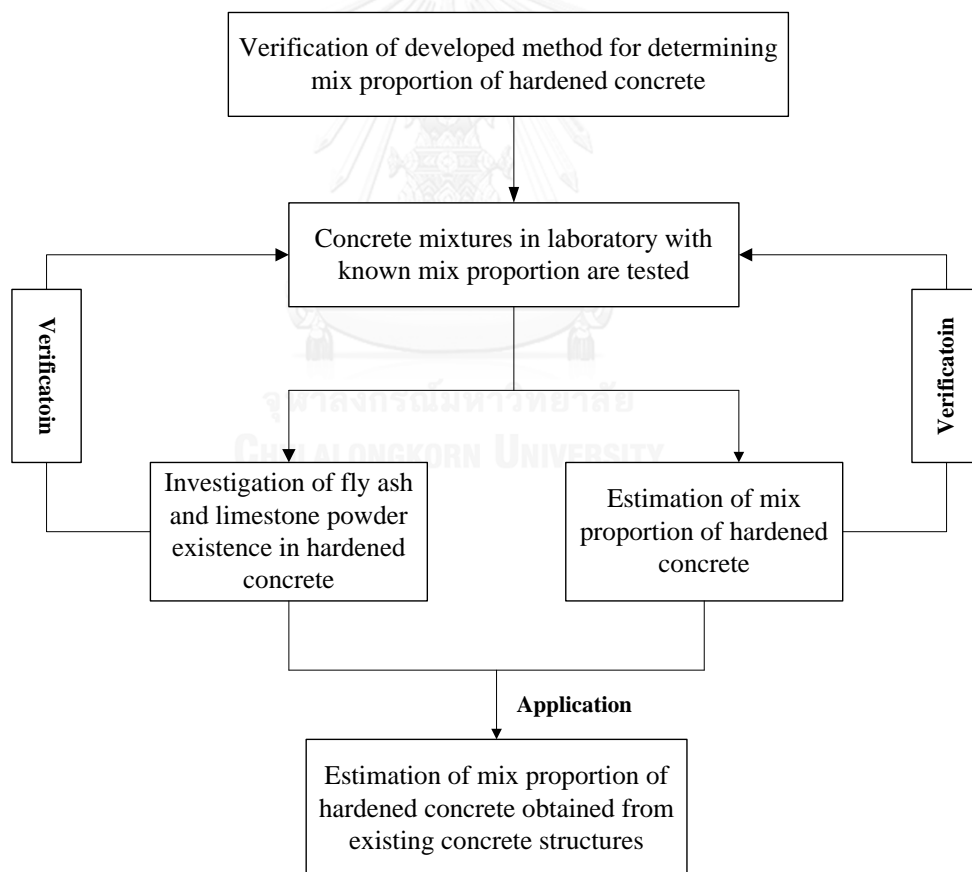 Verification of developed method for determining
mix proportion of hardened concrete
Concrete mixtures in laboratory with
known mix proportion are tested
Verificatoin
Verificatoin
จุฬาลงกรณ์มหาวิทยาลัย
CHULALONGKORN UNIVERSITY
Investigation of fly ash
and limestone powder
existence in hardened
concrete
Estimation of mix
proportion of hardened
concrete
Application
Estimation of mix proportion of
hardened concrete obtained from
existing concrete structures